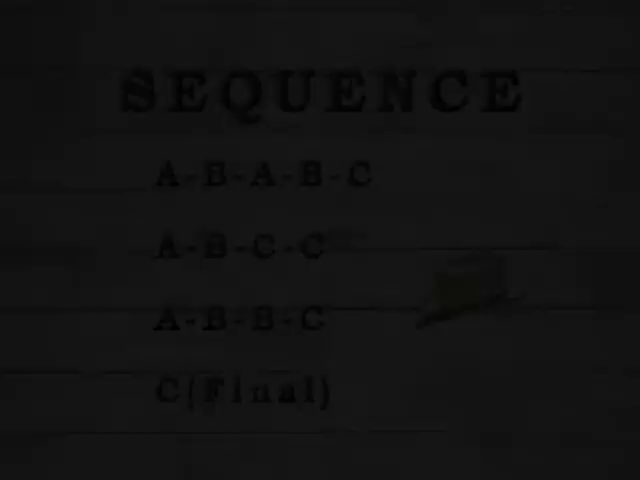 SEQUENCE
A-B-A-B-C
A-B-C-C
A-B-B-C
C(Final)